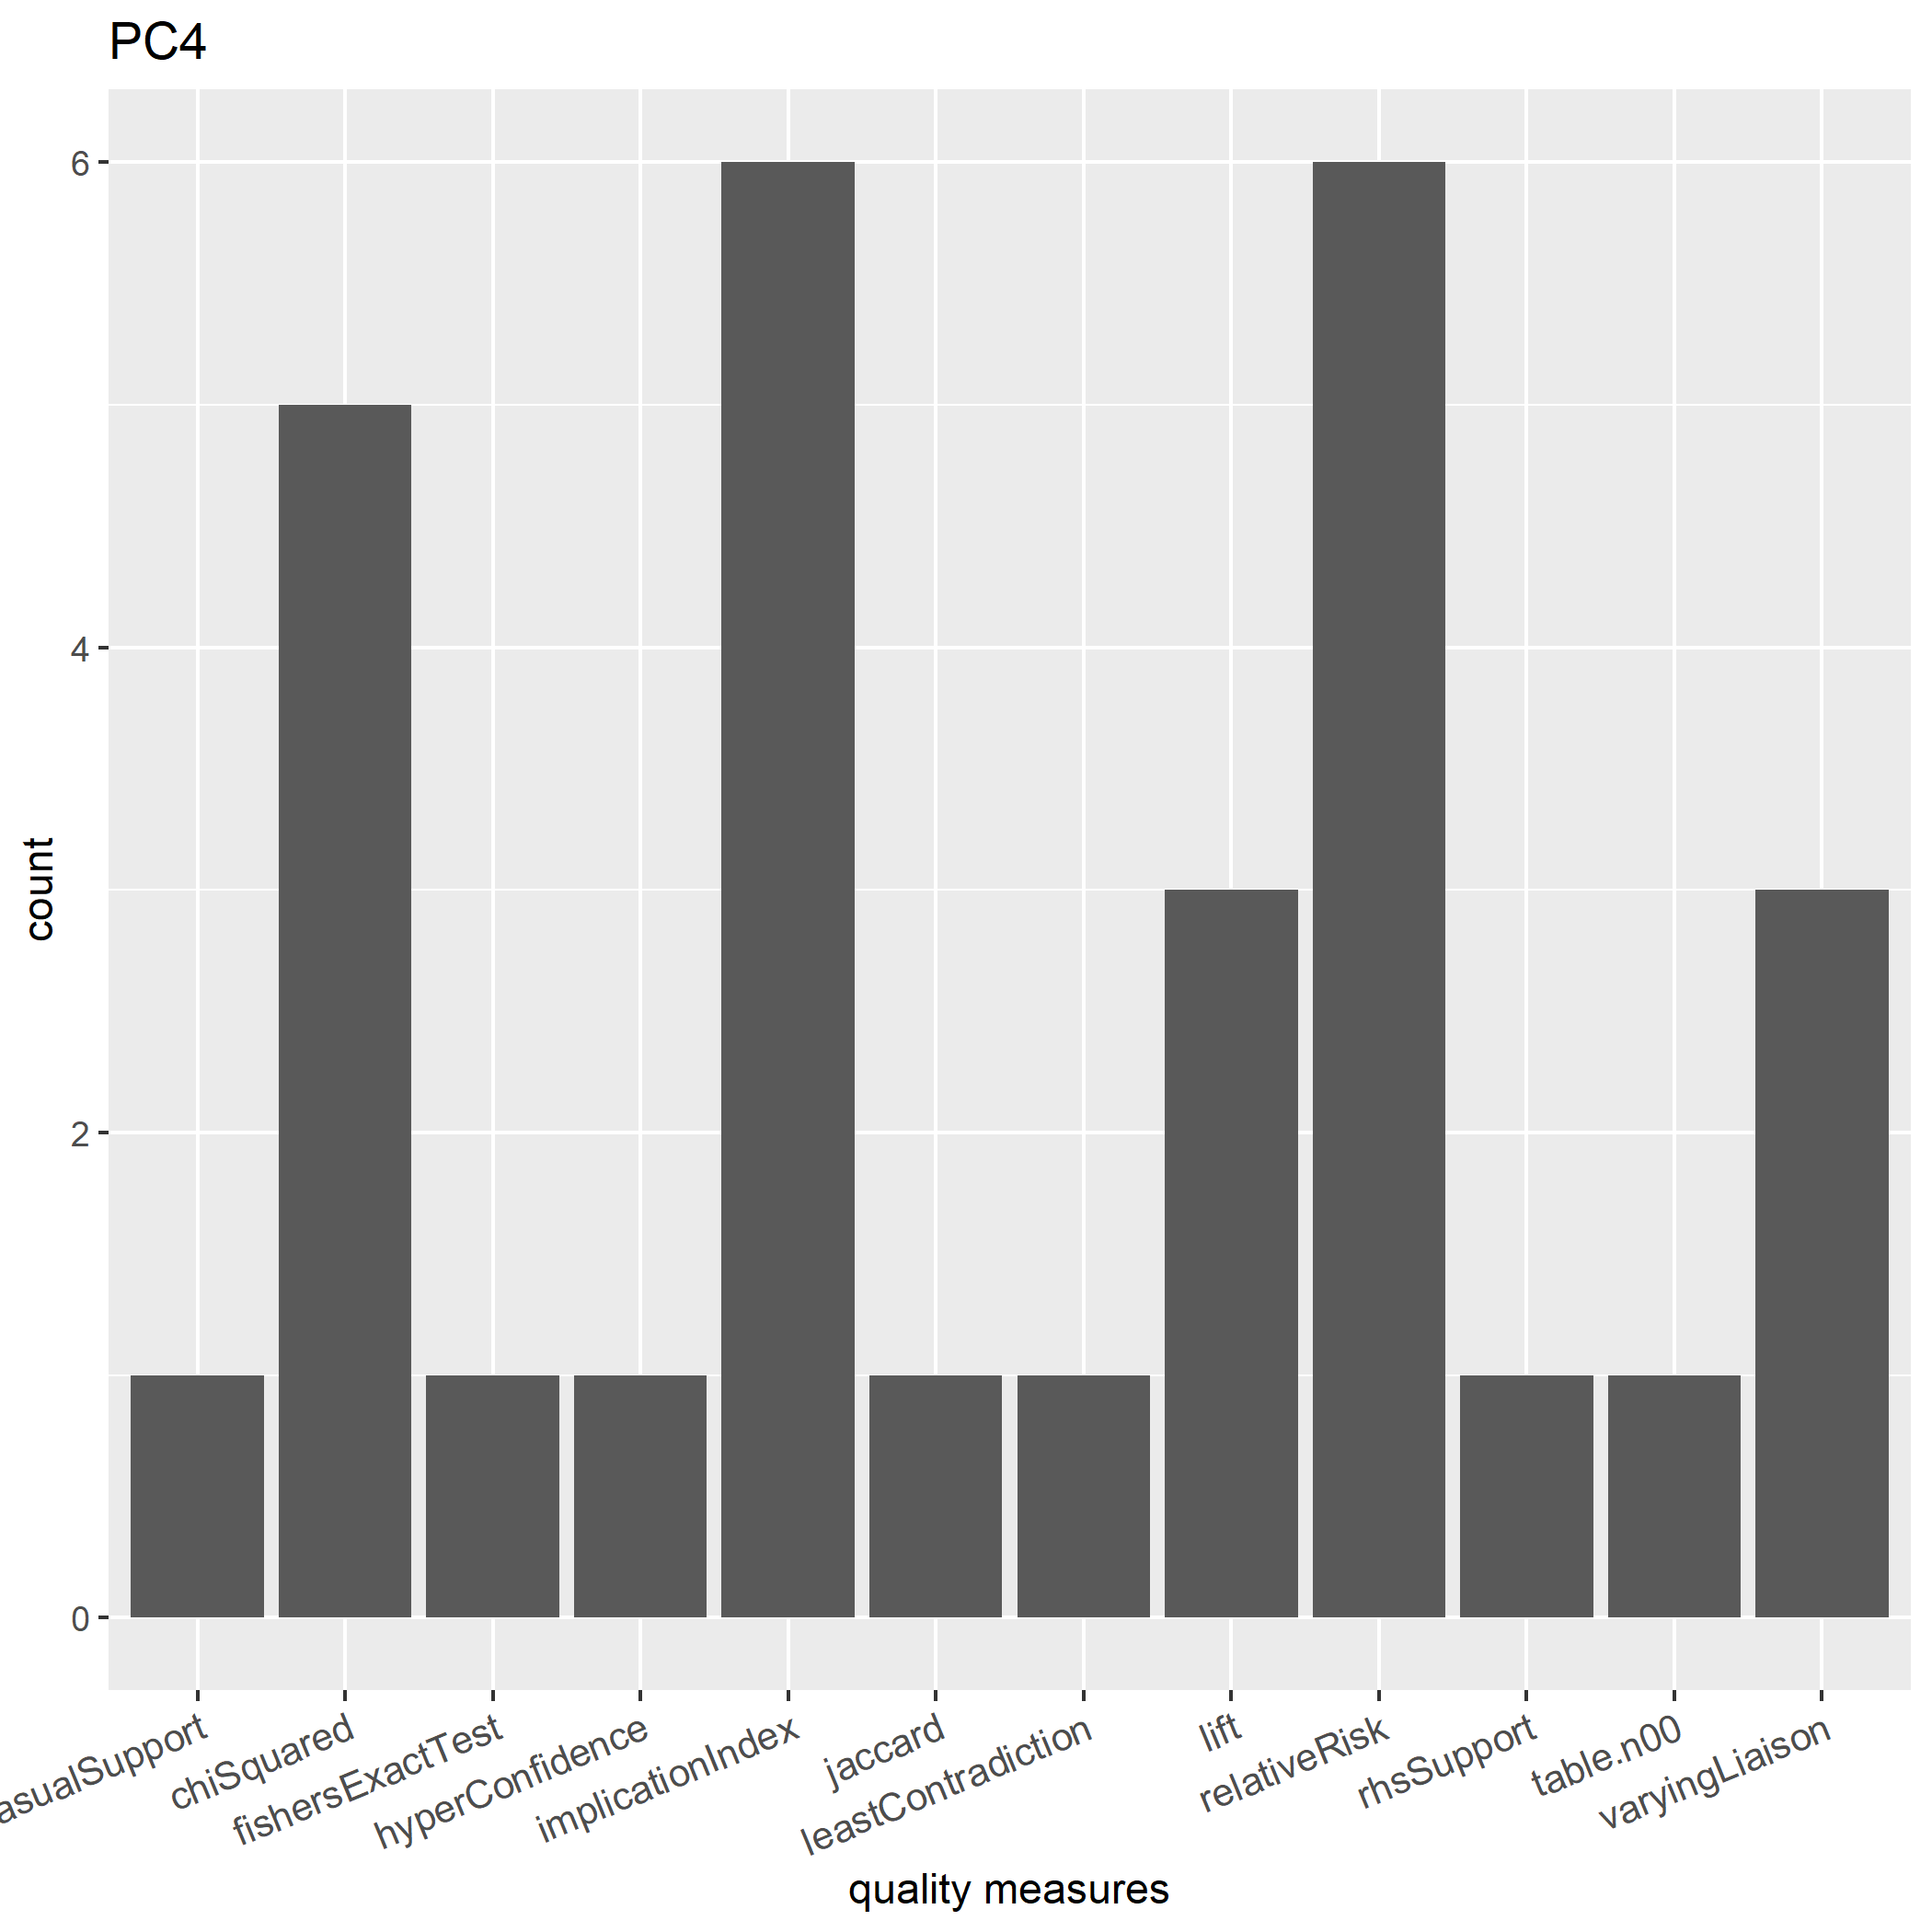 PC4
6
4
2
0
count
asualSupport
chiSquared
fishersExactTest
hyperConfidence
implicationIndex
jaccard
leastContradiction
lift
relativeRisk
rhsSupport
table.n00
varyingLiaison
quality measures